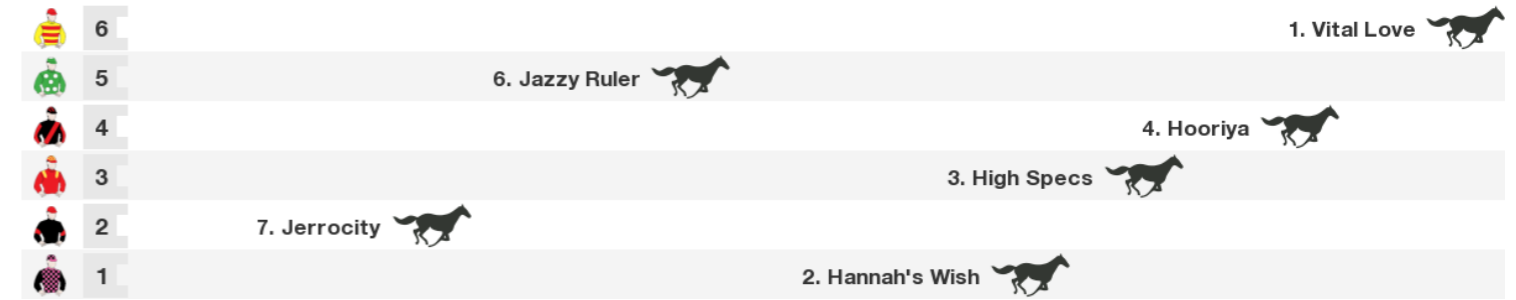 6 1. Vital Love
5 6. Jazzy Ruler
4 4. Hooriya
3 3. High Specs
2 7. Jerrocity
1 2. Hannah's Wish